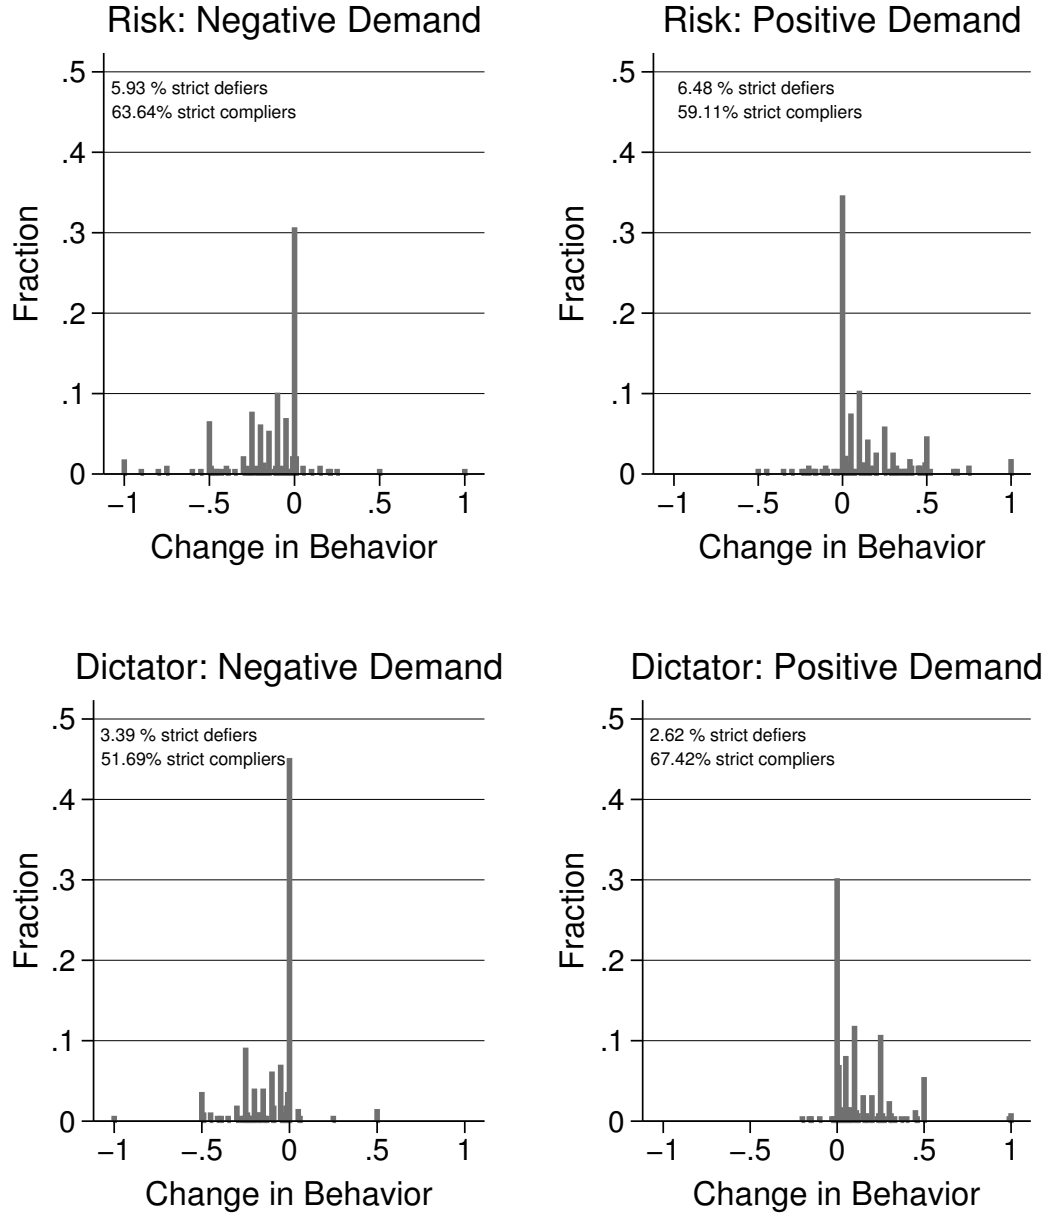 Risk: Negative Demand
5.93 % strict defiers
63.64% strict compliers
Fraction
.5
.4
.3
.2
.1
0
−1 −.5 0 .5 1
Change in Behavior
Risk: Positive Demand
6.48 % strict defiers
59.11% strict compliers
Fraction
.5
.4
.3
.2
.1
0
−1 −.5 0 .5 1
Change in Behavior
Dictator: Negative Demand
3.39 % strict defiers
51.69% strict compliers
Fraction
.5
.4
.3
.2
.1
0
−1 −.5 0 .5 1
Change in Behavior
Dictator: Positive Demand
2.62 % strict defiers
67.42% strict compliers
Fraction
.5
.4
.3
.2
.1
0
−1 −.5 0 .5 1
Change in Behavior